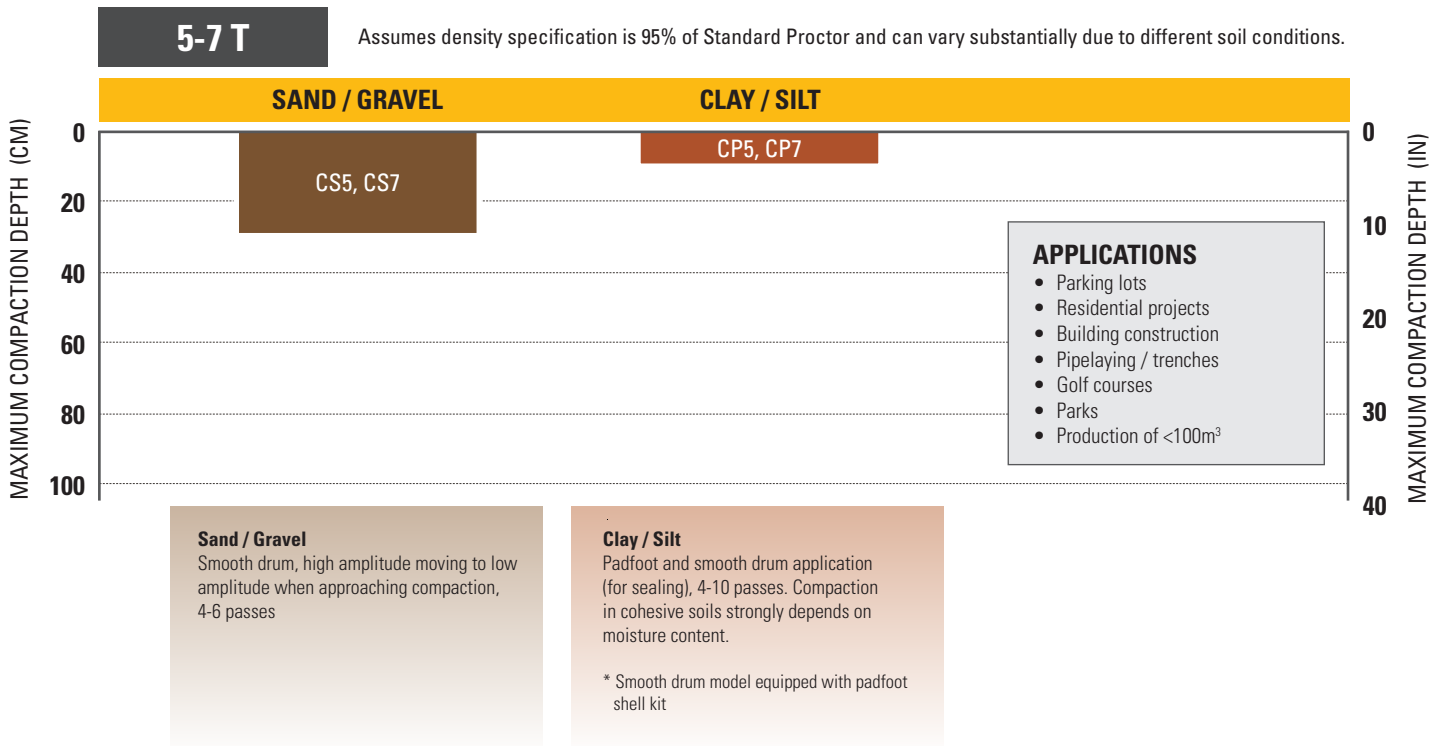 5-7 T
Assumes density specification is 95% of Standard Proctor and can vary substantially due to different soil conditions.
SAND / GRAVEL
CLAY / SILT
MAXIMUM COMPACTION DEPTH (CM)
0
20
40
60
80
100
CS5, CS7
CP5, CP7
APPLICATIONS
• Parking lots
• Residential projects
• Building construction
• Pipelaying / trenches
• Golf courses
• Parks
• Production of <100m³
0
10
20
30
40
MAXIMUM COMPACTION DEPTH (IN)
Sand / Gravel
Smooth drum, high amplitude moving to low
amplitude when approaching compaction,
4-6 passes
Clay / Silt
Padfoot and smooth drum application
(for sealing), 4-10 passes. Compaction
in cohesive soils strongly depends on
moisture content.
* Smooth drum model equipped with padfoot
shell kit